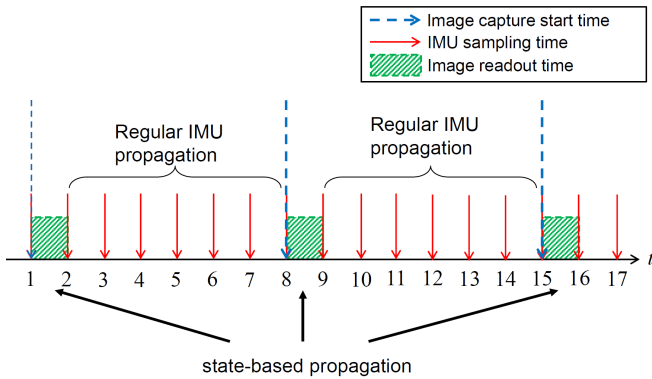 Image capture start time
IMU sampling time
Image readout time
Regular IMU
propagation
Regular IMU
propagation
t
1 2 3 4 5 6 7 8 9 10 11 12 13 14 15 16 17
state-based propagation